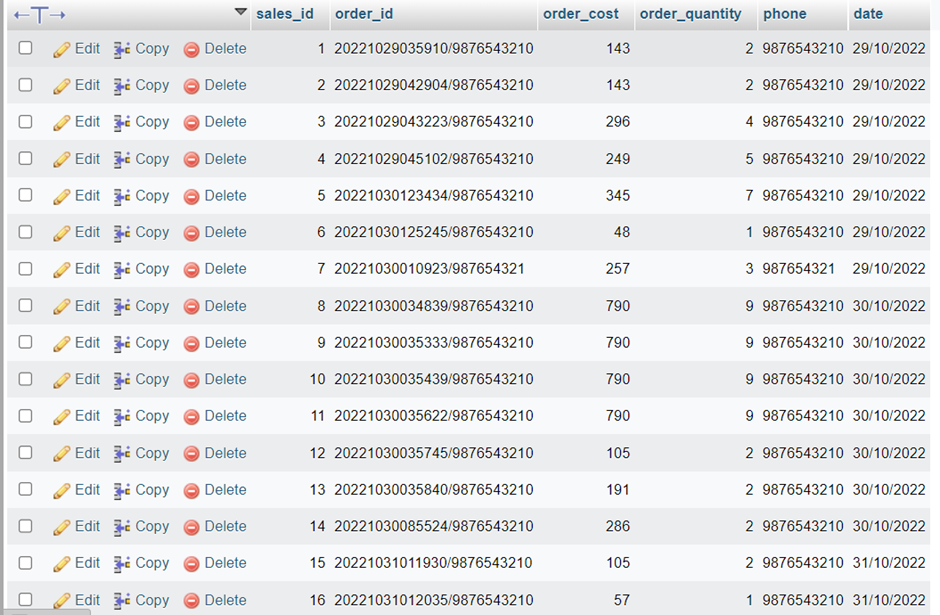 sales_id order_id order_cost order_quantity phone date
Edit Copy Delete 1 20221029035910/9876543210 143 2 9876543210 29/10/2022
Edit Copy Delete 2 20221029042904/9876543210 143 2 9876543210 29/10/2022
Edit Copy Delete 3 20221029043223/9876543210 296 4 9876543210 29/10/2022
Edit Copy Delete 4 20221029045102/9876543210 249 5 9876543210 29/10/2022
Edit Copy Delete 5 20221030123434/9876543210 345 7 9876543210 29/10/2022
Edit Copy Delete 6 20221030125245/9876543210 48 1 9876543210 29/10/2022
Edit Copy Delete 7 20221030010923/987654321 257 3 987654321 29/10/2022
Edit Copy Delete 8 20221030034839/9876543210 790 9 9876543210 30/10/2022
Edit Copy Delete 9 20221030035333/9876543210 790 9 9876543210 30/10/2022
Edit Copy Delete 10 20221030035439/9876543210 790 9 9876543210 30/10/2022
Edit Copy Delete 11 20221030035622/9876543210 790 9 9876543210 30/10/2022
Edit Copy Delete 12 20221030035745/9876543210 105 2 9876543210 30/10/2022
Edit Copy Delete 13 20221030035840/9876543210 191 2 9876543210 30/10/2022
Edit Copy Delete 14 20221030085524/9876543210 286 2 9876543210 30/10/2022
Edit Copy Delete 15 20221031011930/9876543210 105 2 9876543210 31/10/2022
Edit Copy Delete 16 20221031012035/9876543210 57 1 9876543210 31/10/2022